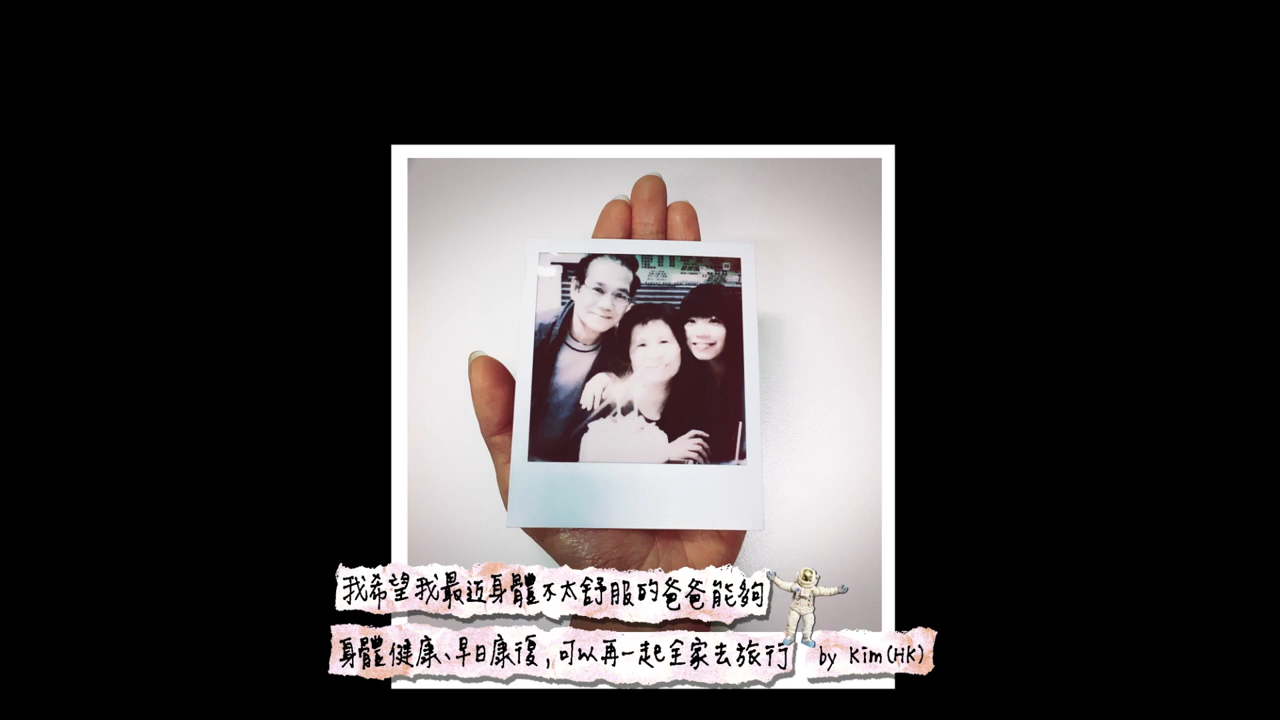 我希望我最近身體不太舒服的爸爸能夠
身體健康、早日康復，可以再一起全家去旅行
by Kim(HK)